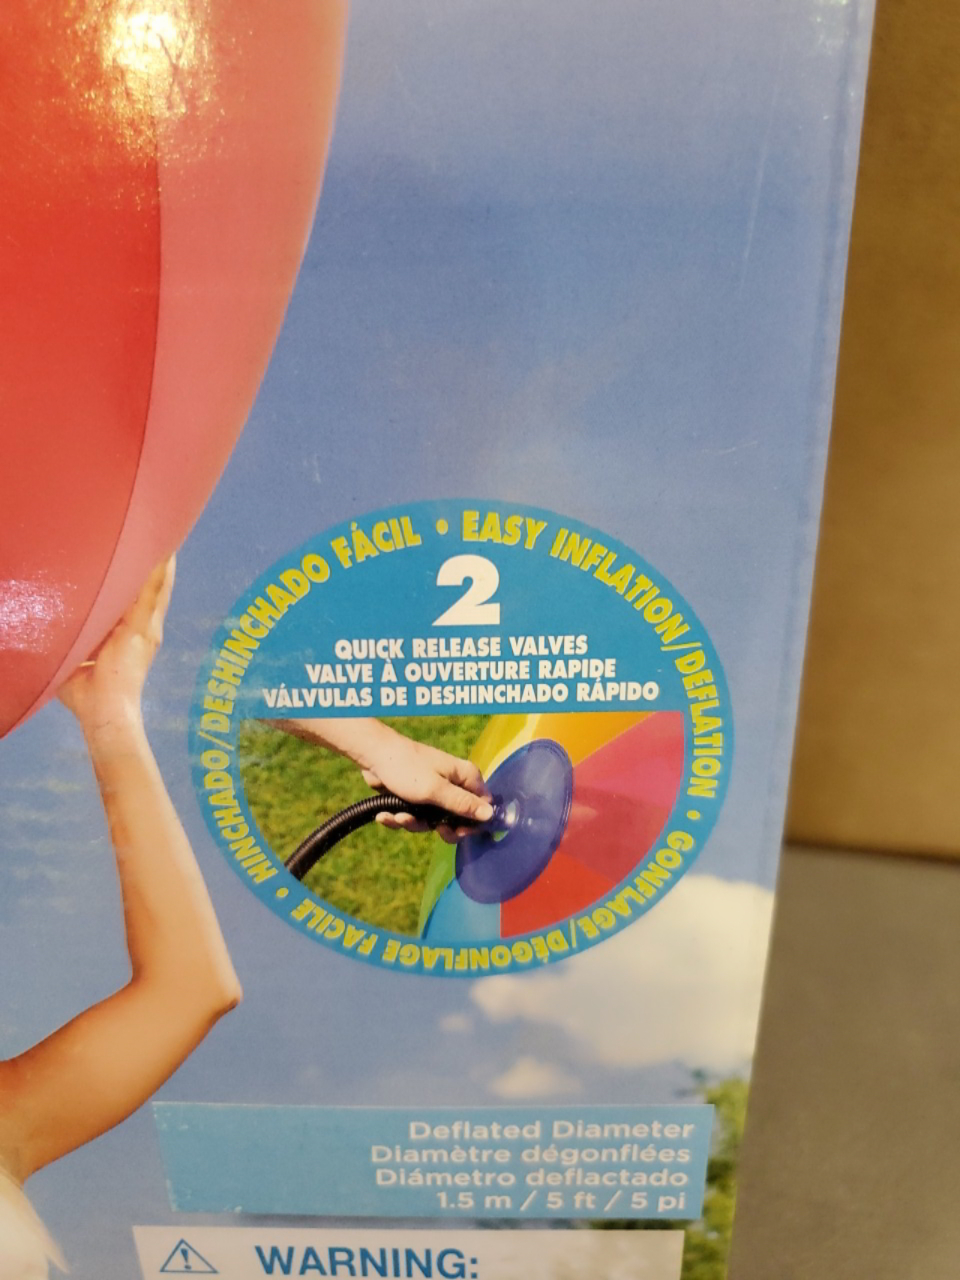 HINCHADO/DESHINCHADO FÁCIL • EASY INFLATION/DEFLATION • GONFLAGE/DÉGONFLAGE FACILE •
2
QUICK RELEASE VALVES
VALVE À OUVERTURE RAPIDE
VÁLVULAS DE DESHINCHADO RÁPIDO
Deflated Diameter
Diamètre dégonflées
Diámetro deflactado
1.5 m / 5 ft / 5 pi
WARNING: